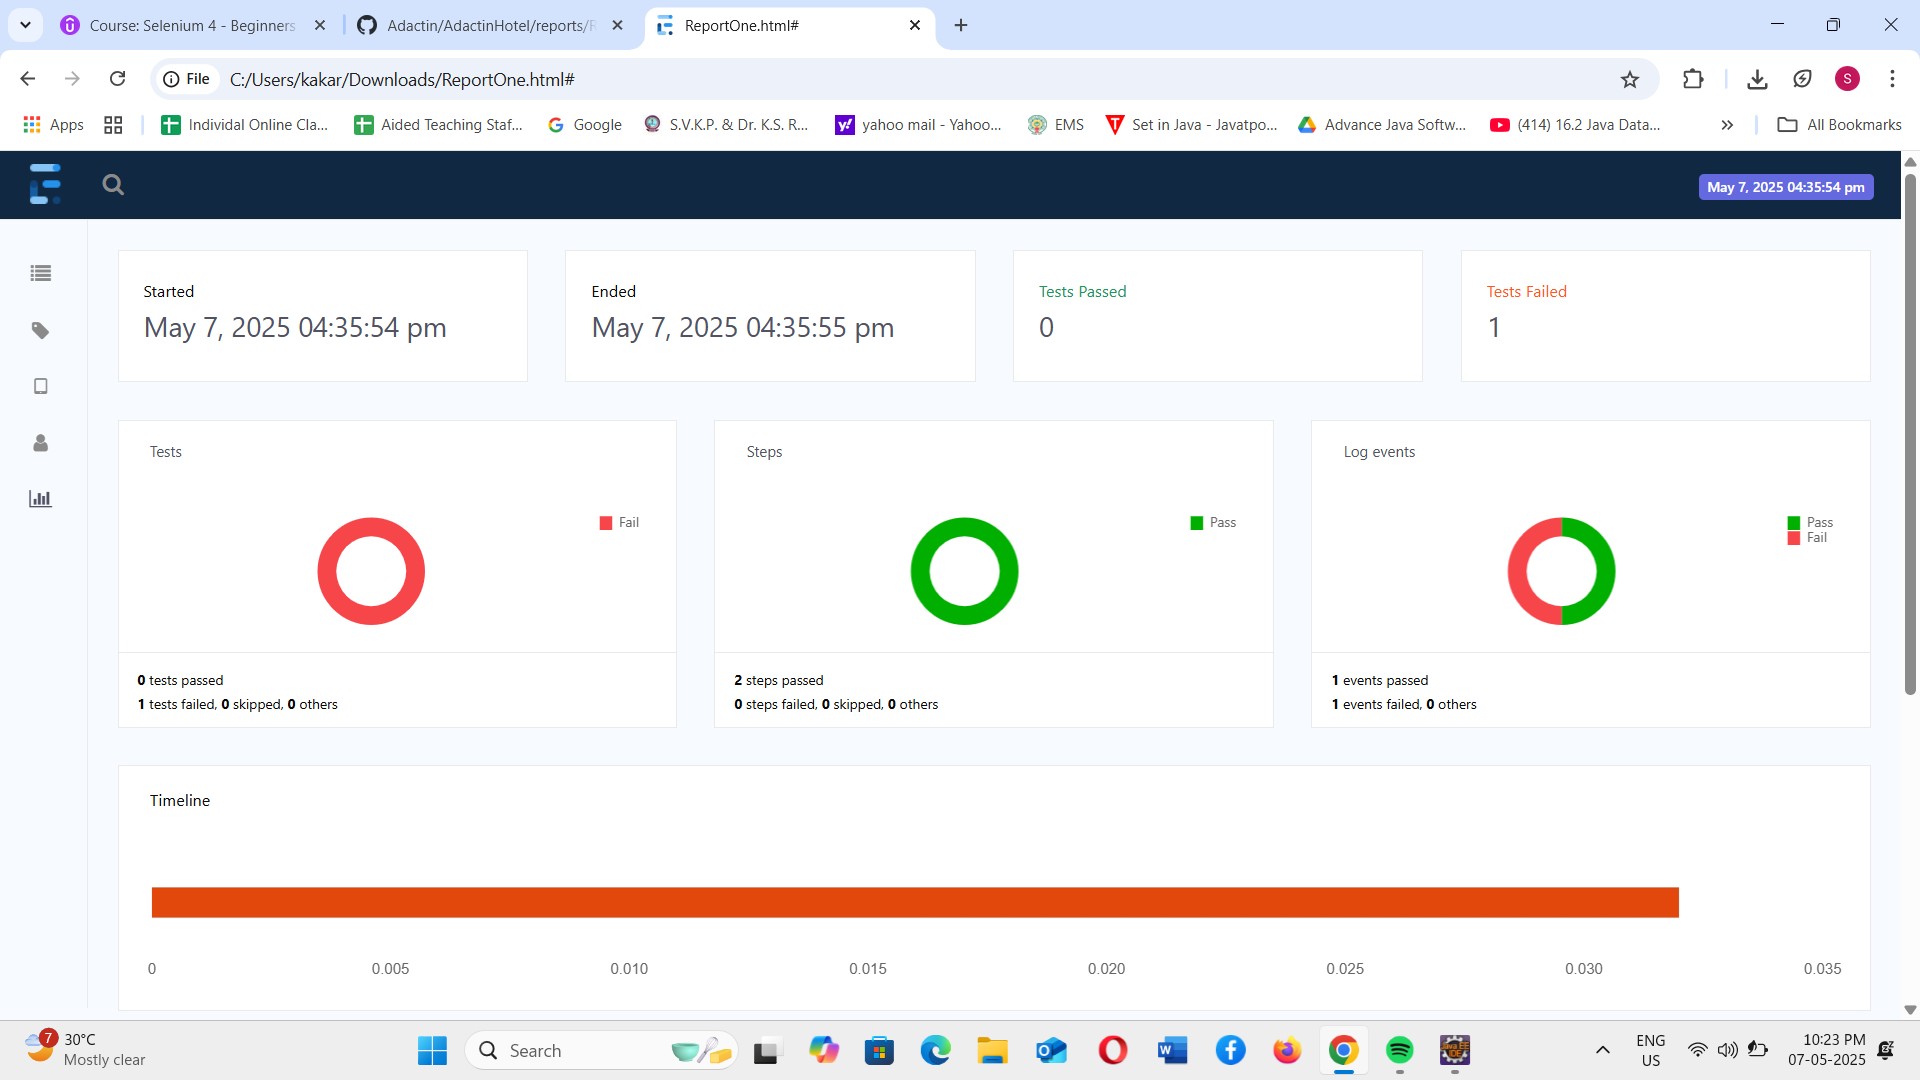 Course: Selenium 4 - Beginners
Adactin/AdactinHotel/reports/R
ReportOne.html#
File
C:/Users/kakar/Downloads/ReportOne.html#
S
Apps
Individal Online Cla...
Aided Teaching Staf...
Google
S.V.K.P. & Dr. K.S. R...
yahoo mail - Yahoo...
EMS
Set in Java - Javatpo...
Advance Java Softw...
(414) 16.2 Java Data...
All Bookmarks
May 7, 2025 04:35:54 pm
Started
May 7, 2025 04:35:54 pm
Ended
May 7, 2025 04:35:55 pm
Tests Passed
0
Tests Failed
1
Tests
Fail
0 tests passed
1 tests failed, 0 skipped, 0 others
Steps
Pass
2 steps passed
0 steps failed, 0 skipped, 0 others
Log events
Pass
Fail
1 events passed
1 events failed, 0 others
Timeline
0 0.005 0.010 0.015 0.020 0.025 0.030 0.035
7
30°C
Mostly clear
Search
ENG
US
10:23 PM
07-05-2025